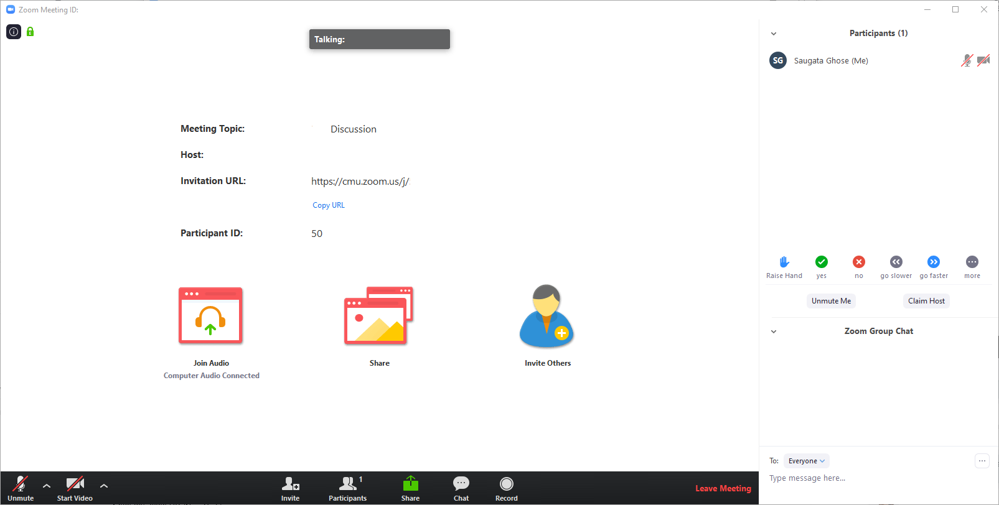 Zoom Meeting ID:
Talking:
Meeting Topic: Discussion
Host:
Invitation URL: https://cmu.zoom.us/j/
Copy URL
Participant ID: 50
Join Audio
Computer Audio Connected
Share
Invite Others
Participants (1)
SG Saugata Ghose (Me)
Raise Hand yes no go slower go faster more
Unmute Me Claim Host
Zoom Group Chat
To: Everyone
Type message here...
Unmute Start Video Invite Participants 1 Share Chat Record Leave Meeting